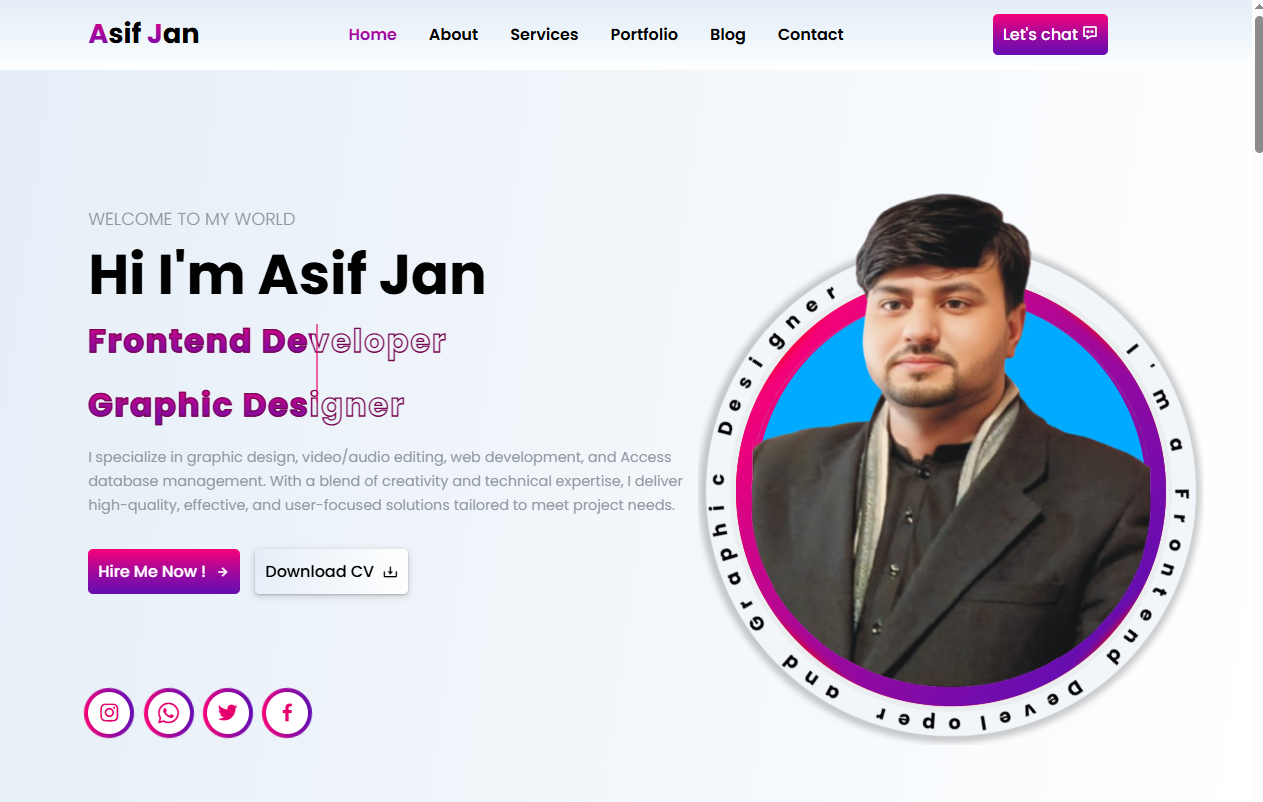 Asif Jan
Home About Services Portfolio Blog Contact
Let's chat
WELCOME TO MY WORLD
Hi I'm Asif Jan
Frontend Developer
Graphic Designer
I specialize in graphic design, video/audio editing, web development, and Access
database management. With a blend of creativity and technical expertise, I deliver
high-quality, effective, and user-focused solutions tailored to meet project needs.
Hire Me Now !
Download CV
I'm a Frontend Developer and Graphic Designer